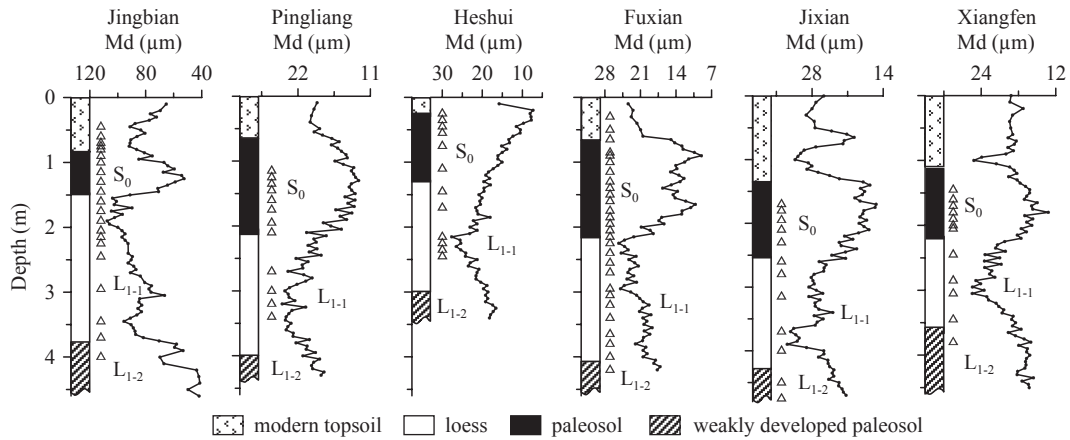 Jingbian Pingliang Heshui Fuxian Jixian Xiangfen
Md (µm) Md (µm) Md (µm) Md (µm) Md (µm) Md (µm)
120 80 40 22 11 30 20 10 28 21 14 7 28 14 24 12
0
1
2
3
4
Depth (m)
S0
L1-1
L1-2
S0
L1-1
L1-2
S0
L1-1
L1-2
S0
L1-1
L1-2
S0
L1-1
L1-2
S0
L1-1
L1-2
modern topsoil loess paleosol weakly developed paleosol